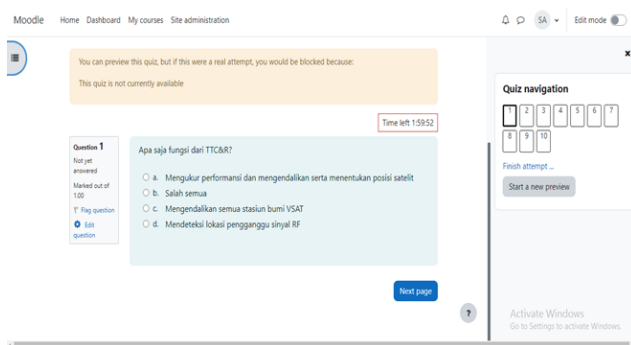 Moodle Home Dashboard My courses Site administration SA Edit mode
You can preview this quiz, but if this were a real attempt, you would be blocked because:
This quiz is not currently available
Time left 1:59:52
Question 1
Not yet
answered
Marked out of
1.00
Flag question
Edit
question
Apa saja fungsi dari TTC&R?
a. Mengukur performansi dan mengendalikan serta menentukan posisi satelit
b. Salah semua
c. Mengendalikan semua stasiun bumi VSAT
d. Mendeteksi lokasi pengganggu sinyal RF
Next page
?
x
Quiz navigation
1 2 3 4 5 6 7
8 9 10
Finish attempt ...
Start a new preview
Activate Windows
Go to Settings to activate Windows.